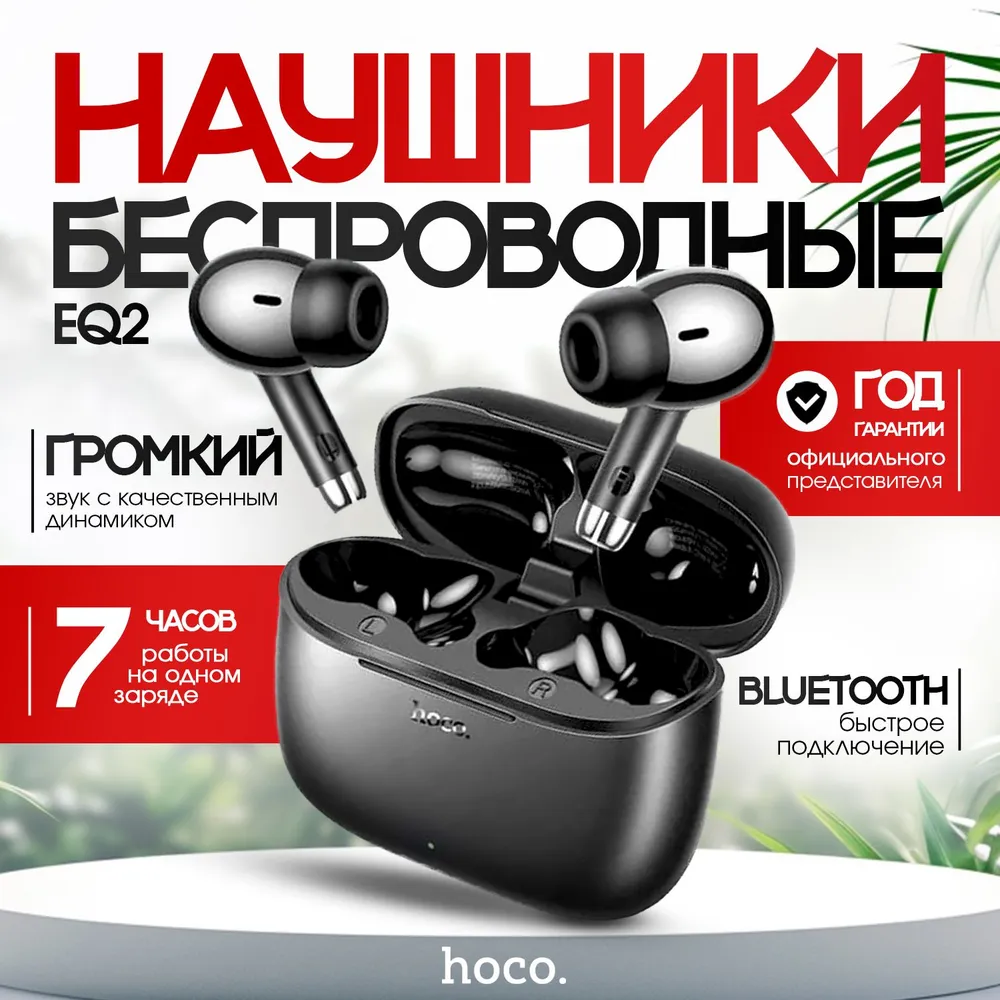 НАУШНИКИ
БЕСПРОВОДНЫЕ
EQ2
ГРОМКИЙ
звук с качественным
динамиком
ГОД
ГАРАНТИИ
официального
представителя
7
ЧАСОВ
работы
на одном
заряде
BLUETOOTH
быстрое
подключение
L
R
hoco.
hoco.